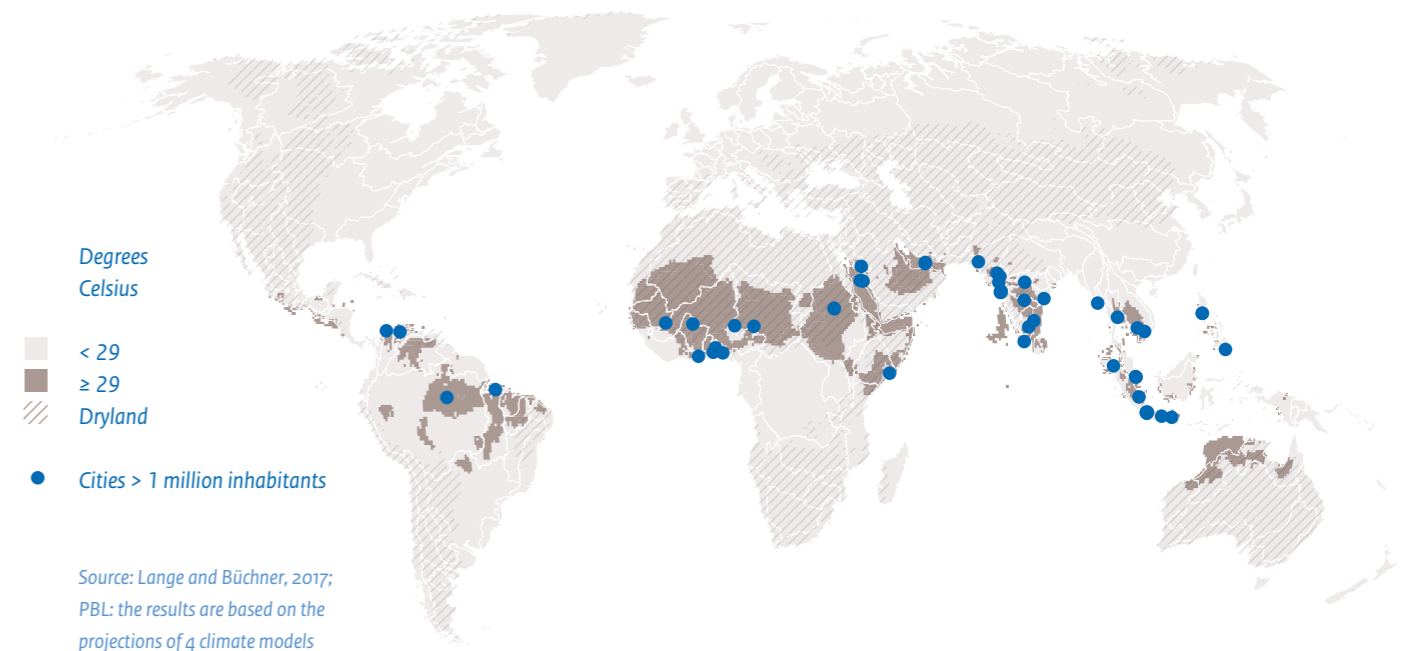 Degrees
Celsius
< 29
≥ 29
Dryland
Cities > 1 million inhabitants
Source: Lange and Büchner, 2017;
PBL: the results are based on the
projections of 4 climate models